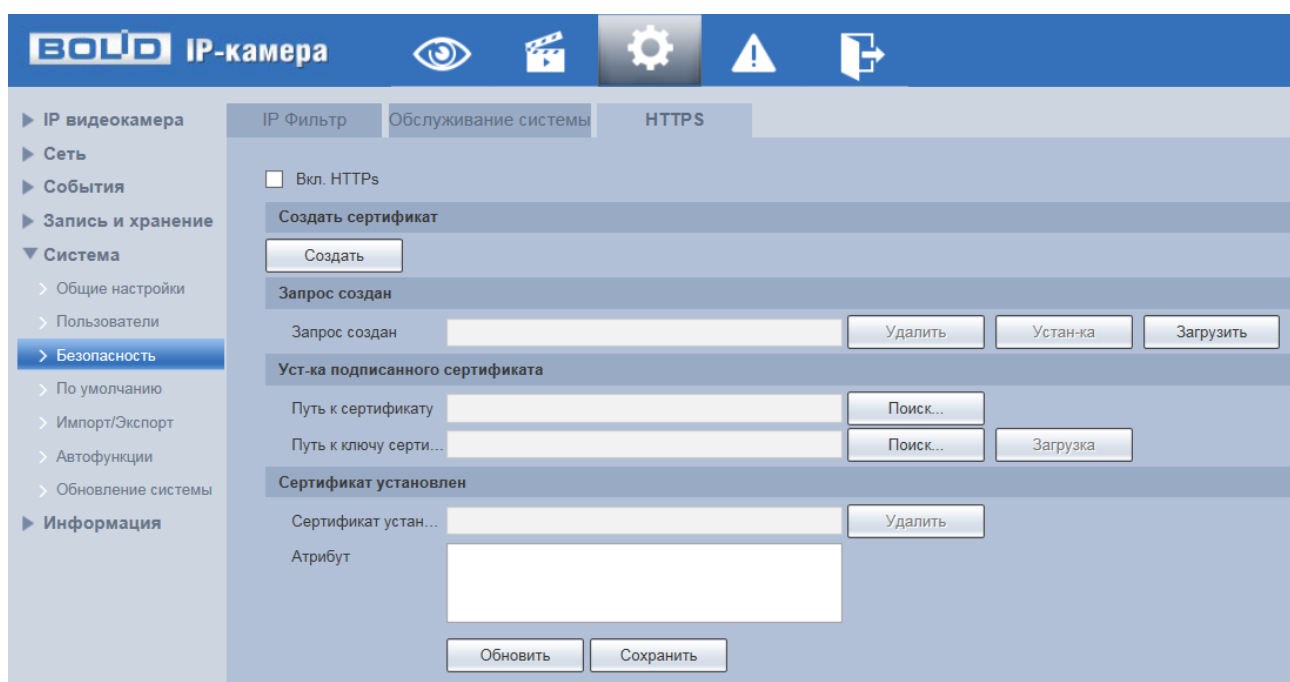 BOLID IP-камера
IP видеокамера
Сеть
События
Запись и хранение
Система
Общие настройки
Пользователи
Безопасность
По умолчанию
Импорт/Экспорт
Автофункции
Обновление системы
Информация
IP Фильтр Обслуживание системы HTTPS
Вкл. HTTPs
Создать сертификат
Создать
Запрос создан
Запрос создан Удалить Устан-ка Загрузить
Уст-ка подписанного сертификата
Путь к сертификату Поиск...
Путь к ключу серти... Поиск... Загрузка
Сертификат установлен
Сертификат устан... Удалить
Атрибут
Обновить Сохранить